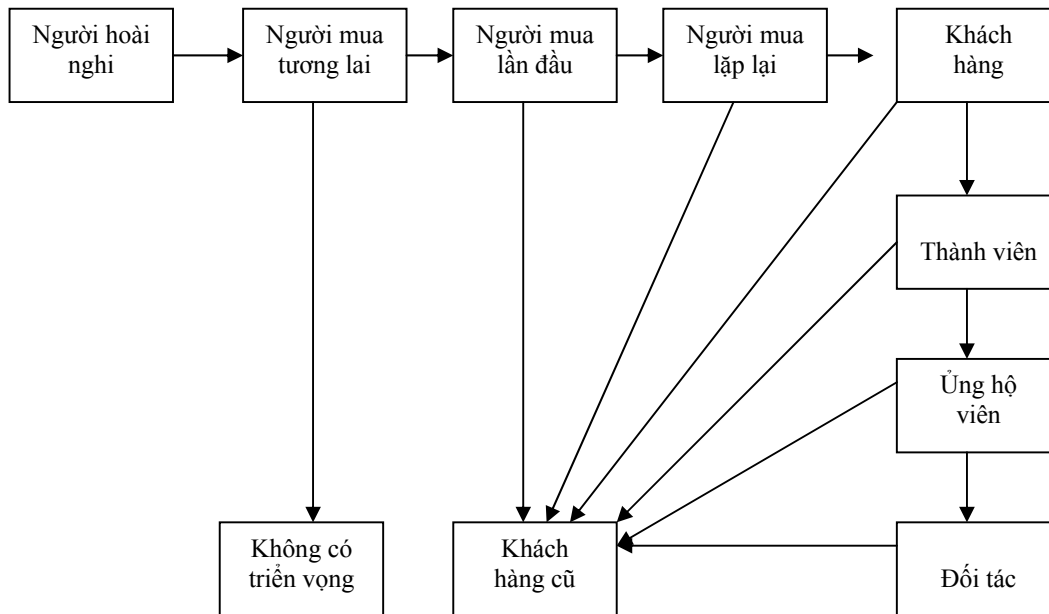 Người hoài
nghi
Người mua
tương lai
Người mua
lần đầu
Người mua
lặp lại
Khách
hàng
Thành viên
Ủng hộ
viên
Không có
triển vọng
Khách
hàng cũ
Đối tác